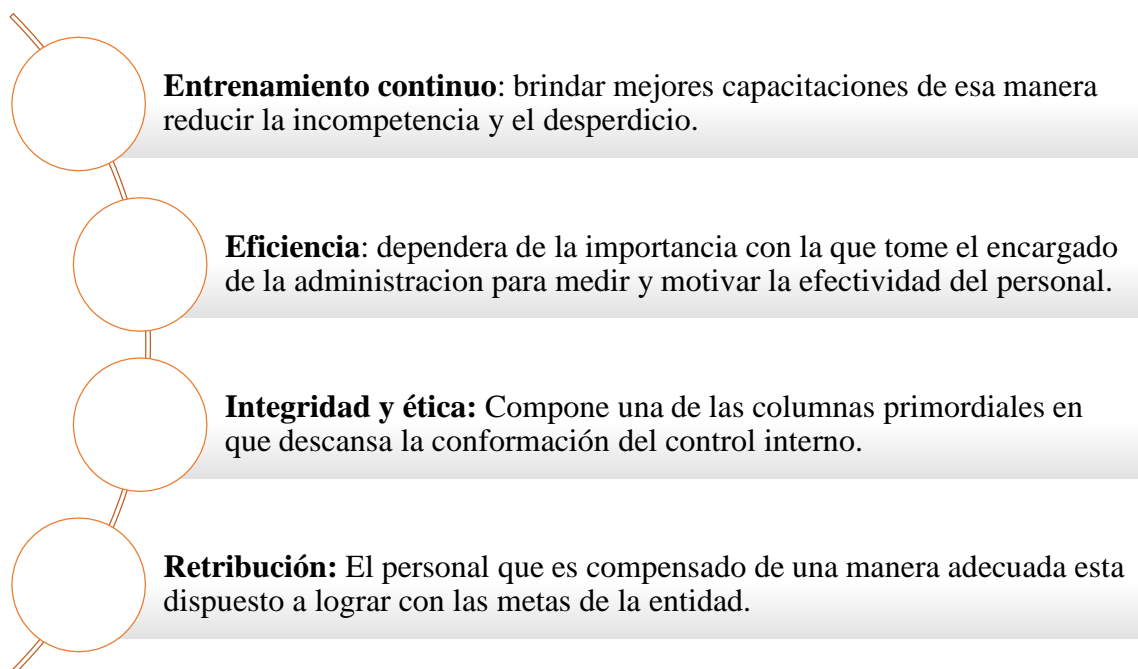 Entrenamiento continuo: brindar mejores capacitaciones de esa manera
reducir la incompetencia y el desperdicio.
Eficiencia: dependera de la importancia con la que tome el encargado
de la administracion para medir y motivar la efectividad del personal.
Integridad y ética: Compone una de las columnas primordiales en
que descansa la conformación del control interno.
Retribución: El personal que es compensado de una manera adecuada esta
dispuesto a lograr con las metas de la entidad.